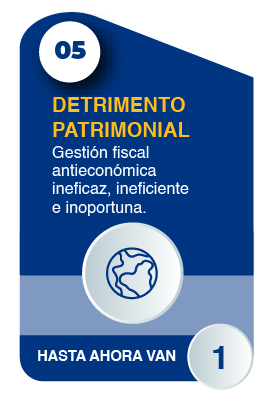 05
DETRIMENTO
PATRIMONIAL
Gestión fiscal
antieconómica
ineficaz, ineficiente
e inoportuna.
HASTA AHORA VAN
1